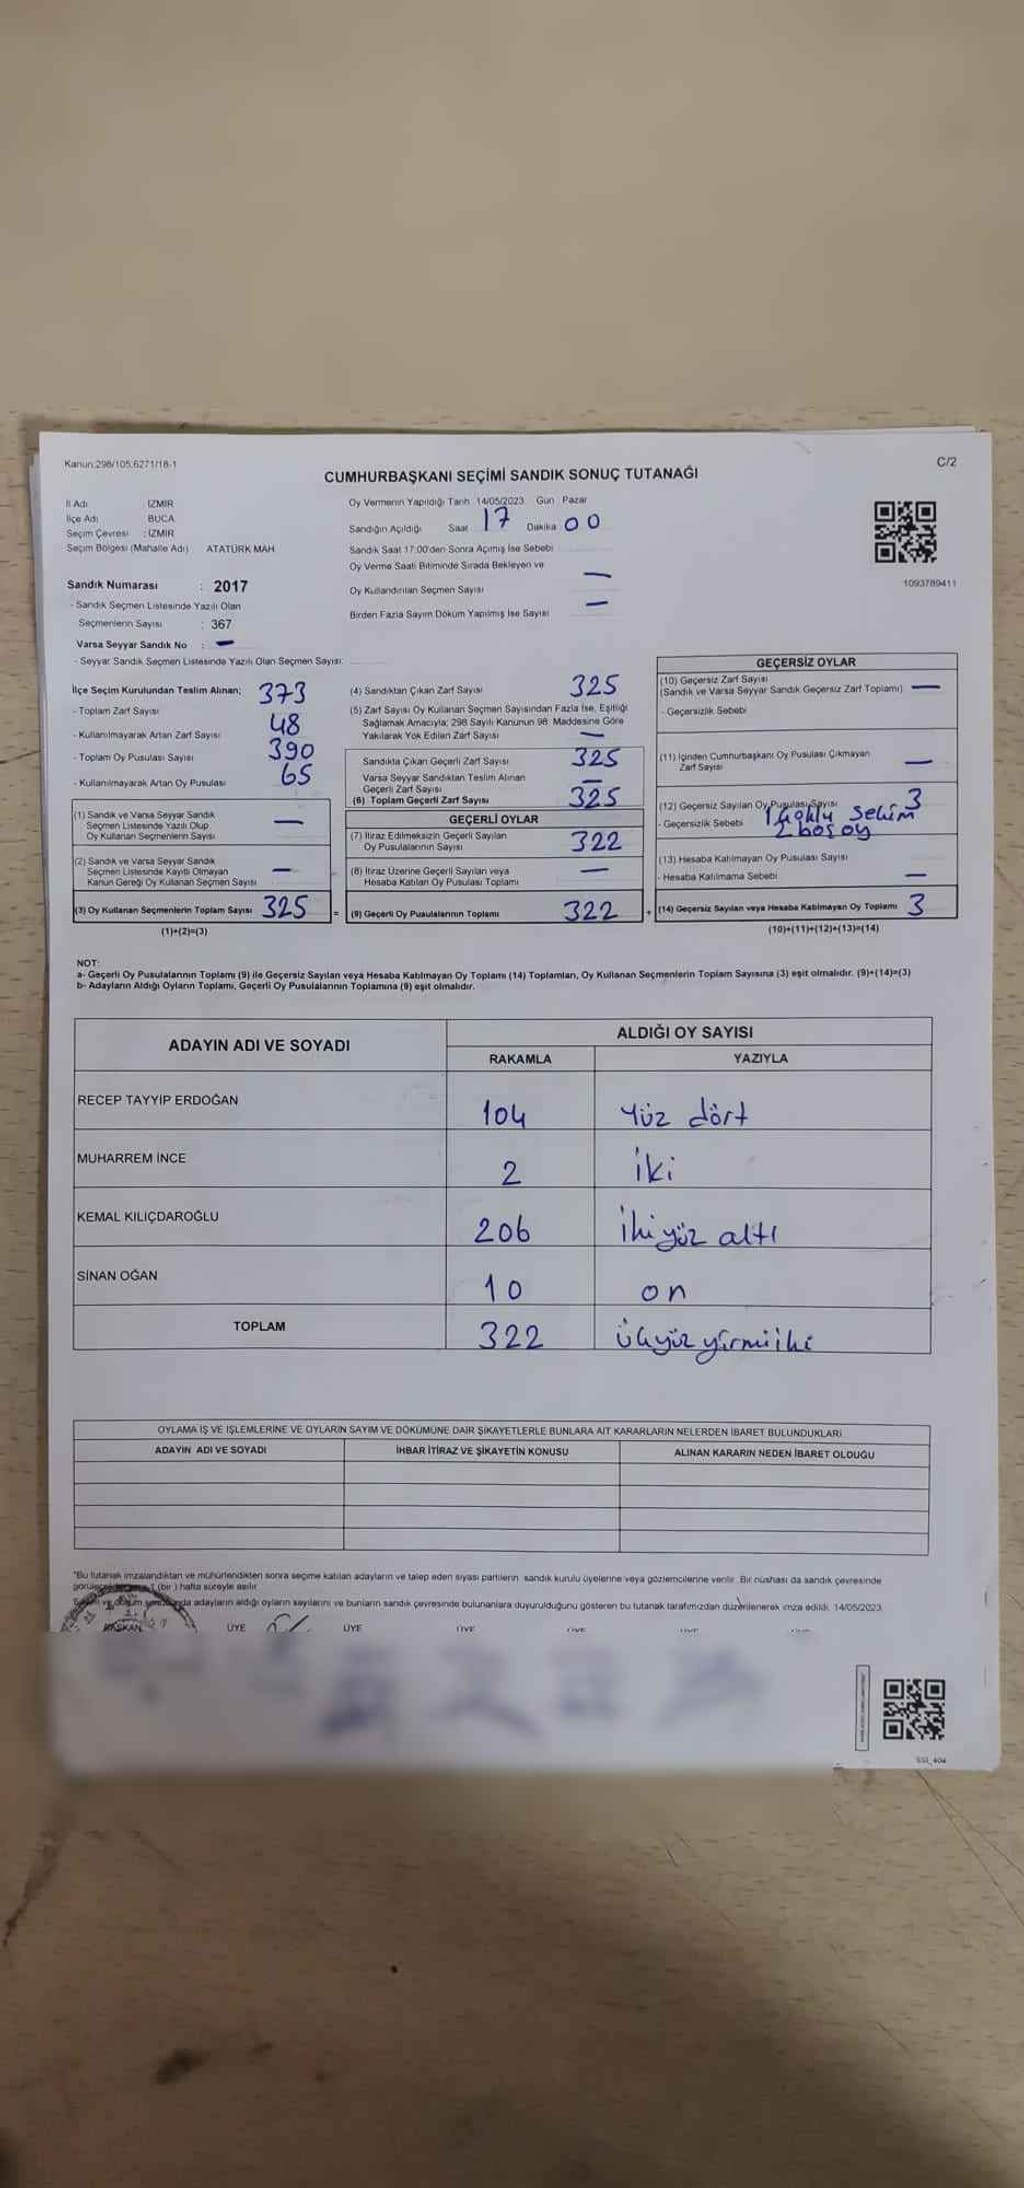 Kanun:298/105,6271/18-1
C/2
CUMHURBAŞKANI SEÇİMİ SANDIK SONUÇ TUTANAĞI
İl Adı İZMİR
İlçe Adı BUCA
Seçim Çevresi : İZMİR
Seçim Bölgesi (Mahalle Adı) ATATÜRK MAH
Sandık Numarası : 2017
- Sandık Seçmen Listesinde Yazılı Olan
Seçmenlerin Sayısı : 367
Varsa Seyyar Sandık No : -
- Seyyar Sandık Seçmen Listesinde Yazılı Olan Seçmen Sayısı:
Oy Vermenin Yapıldığı Tarih 14/05/2023 Gün Pazar
Sandığın Açıldığı Saat 17 Dakika 00
Sandık Saat 17:00'den Sonra Açımış İse Sebebi
Oy Verme Saati Bitiminde Sırada Bekleyen ve
Oy Kullandırılan Seçmen Sayısı -
Birden Fazla Sayım Döküm Yapılmış İse Sayısı -
1093789411
İlçe Seçim Kurulundan Teslim Alınan;
- Toplam Zarf Sayısı 373
- Kullanılmayarak Artan Zarf Sayısı 48
- Toplam Oy Pusulası Sayısı 390
- Kullanılmayarak Artan Oy Pusulası 65
(1) Sandık ve Varsa Seyyar Sandık
Seçmen Listesinde Yazılı Olup
Oy Kullanan Seçmenlerin Sayısı -
(2) Sandık ve Varsa Seyyar Sandık
Seçmen Listesinde Kayıtlı Olmayan
Kanun Gereği Oy Kullanan Seçmen Sayısı -
(3) Oy Kullanan Seçmenlerin Toplam Sayısı 325
(1)+(2)=(3)
=
(4) Sandıktan Çıkan Zarf Sayısı 325
(5) Zarf Sayısı Oy Kullanan Seçmen Sayısından Fazla İse, Eşitliği
Sağlamak Amacıyla; 298 Sayılı Kanunun 98. Maddesine Göre
Yakılarak Yok Edilen Zarf Sayısı -
Sandıkta Çıkan Geçerli Zarf Sayısı 325
Varsa Seyyar Sandıktan Teslim Alınan
Geçerli Zarf Sayısı -
(6) Toplam Geçerli Zarf Sayısı 325
GEÇERLİ OYLAR
(7) İtiraz Edilmeksizin Geçerli Sayılan
Oy Pusulalarının Sayısı 322
(8) İtiraz Üzerine Geçerli Sayılan veya
Hesaba Katılan Oy Pusulası Toplamı -
(9) Geçerli Oy Pusulalarının Toplamı 322
+
GEÇERSİZ OYLAR
(10) Geçersiz Zarf Sayısı
(Sandık ve Varsa Seyyar Sandık Geçersiz Zarf Toplamı) -
- Geçersizlik Sebebi
(11) İçinden Cumhurbaşkanı Oy Pusulası Çıkmayan
Zarf Sayısı -
(12) Geçersiz Sayılan Oy Pusulası Sayısı 3
- Geçersizlik Sebebi
2 boş oy
(13) Hesaba Katılmayan Oy Pusulası Sayısı
- Hesaba Katılmama Sebebi -
(14) Geçersiz Sayılan veya Hesaba Katılmayan Oy Toplamı 3
(10)+(11)+(12)+(13)=(14)
NOT:
a- Geçerli Oy Pusulalarının Toplamı (9) ile Geçersiz Sayılan veya Hesaba Katılmayan Oy Toplamı (14) Toplamları, Oy Kullanan Seçmenlerin Toplam Sayısına (3) eşit olmalıdır. (9)+(14)=(3)
b- Adayların Aldığı Oyların Toplamı, Geçerli Oy Pusulalarının Toplamına (9) eşit olmalıdır.
ADAYIN ADI VE SOYADI
ALDIĞI OY SAYISI
RAKAMLA YAZIYLA
RECEP TAYYİP ERDOĞAN 104 Yüz dört
MUHARREM İNCE 2 iki
KEMAL KILIÇDAROĞLU 206 ikiyüz altı
SİNAN OĞAN 10 on
TOPLAM 322 üçyüz yirmiiki
OYLAMA İŞ VE İŞLEMLERİNE VE OYLARIN SAYIM VE DÖKÜMÜNE DAİR ŞİKAYETLERLE BUNLARA AİT KARARLARIN NELERDEN İBARET BULUNDUKLARI
ADAYIN ADI VE SOYADI İHBAR İTİRAZ VE ŞİKAYETİN KONUSU ALINAN KARARIN NEDEN İBARET OLDUĞU
*Bu tutanak imzalandıktan ve mühürlendikten sonra seçime katılan adayların ve talep eden siyasi partilerin sandık kurulu üyelerine veya gözlemcilerine verilir. Bir nüshası da sandık çevresinde
1 (bir) hafta süreyle asılır.
adayların aldığı oyların sayılarını ve bunların sandık çevresinde bulunanlara duyurulduğunu gösteren bu tutanak tarafımızdan düzenlenerek imza edildi. 14/05/2023
BAŞKAN ÜYE ÜYE